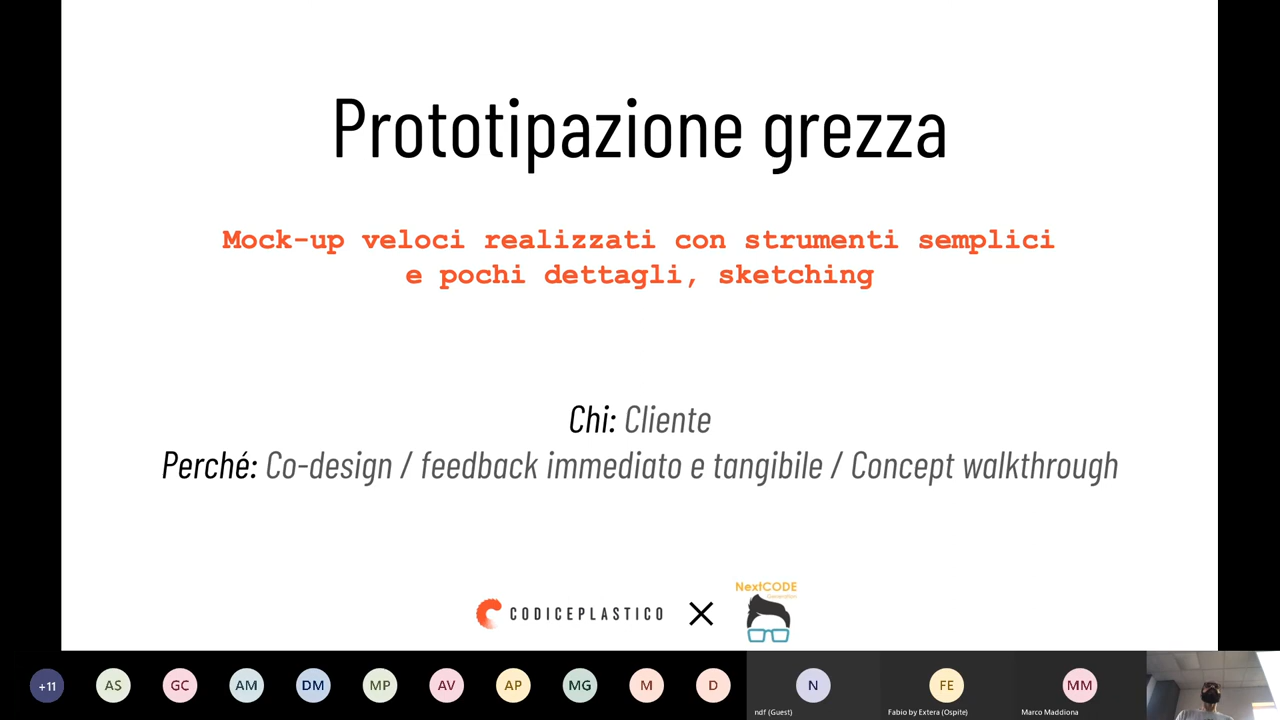 Prototipazione grezza
Mock-up veloci realizzati con strumenti semplici
e pochi dettagli, sketching
Chi: Cliente
Perché: Co-design / feedback immediato e tangibile / Concept walkthrough
CODICEPLASTICO
NextCODE
+11 AS GC AM DM MP AV AP MG M D N FE MM
ndf (Guest) Fabio by Extera (Ospite) Marco Maddiona